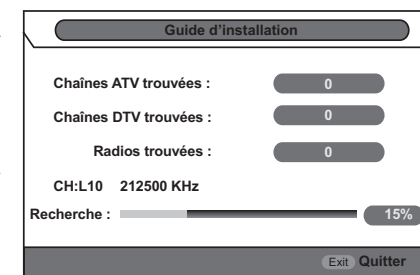 Guide d'installation
Chaînes ATV trouvées : 0
Chaînes DTV trouvées : 0
Radios trouvées : 0
CH:L10 212500 KHz
Recherche : 15%
Exit Quitter